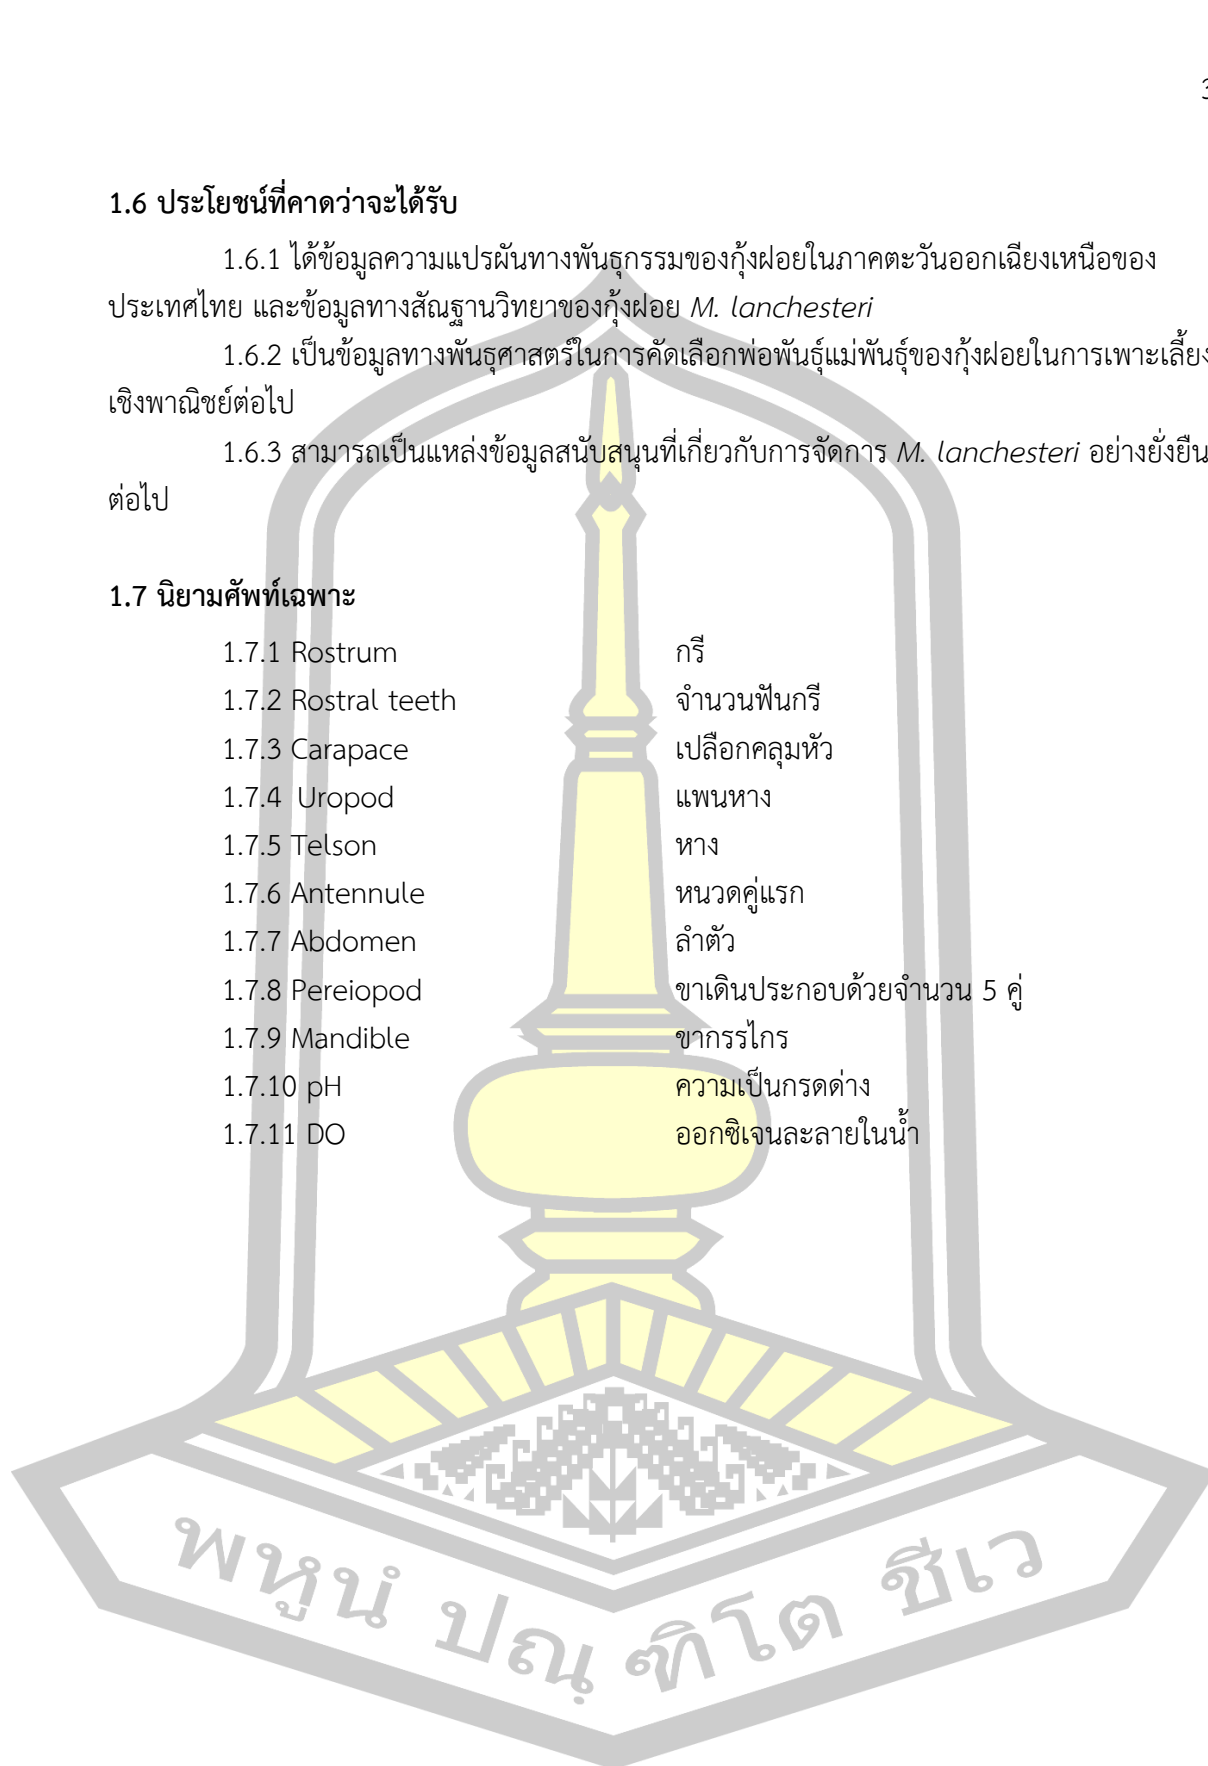 3
1.6 ประโยชน์ที่คาดว่าจะได้รับ
1.6.1 ได้ข้อมูลความแปรผันทางพันธุกรรมของกุ้งฝอยในภาคตะวันออกเฉียงเหนือของ
ประเทศไทย และข้อมูลทางสัณฐานวิทยาของกุ้งฝอย M. lanchesteri
1.6.2 เป็นข้อมูลทางพันธุศาสตร์ในการคัดเลือกพ่อพันธุ์แม่พันธุ์ของกุ้งฝอยในการเพาะเลี้ยง
เชิงพาณิชย์ต่อไป
1.6.3 สามารถเป็นแหล่งข้อมูลสนับสนุนที่เกี่ยวกับการจัดการ M. lanchesteri อย่างยั่งยืน
ต่อไป
1.7 นิยามศัพท์เฉพาะ
1.7.1 Rostrum กรี
1.7.2 Rostral teeth จำนวนฟันกรี
1.7.3 Carapace เปลือกคลุมหัว
1.7.4 Uropod แพนหาง
1.7.5 Telson หาง
1.7.6 Antennule หนวดคู่แรก
1.7.7 Abdomen ลำตัว
1.7.8 Pereiopod ขาเดินประกอบด้วยจำนวน 5 คู่
1.7.9 Mandible ขากรรไกร
1.7.10 pH ความเป็นกรดด่าง
1.7.11 DO ออกซิเจนละลายในน้ำ
พหูนํ ปณฺฑิโต ชีเว